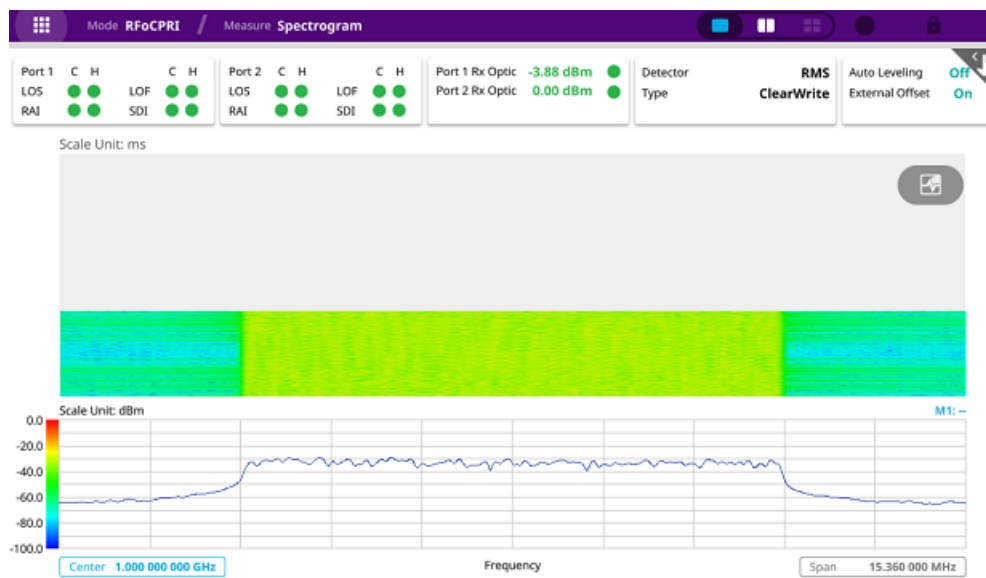 Mode RFoCPRI / Measure Spectrogram
Port 1 C H C H
LOS LOF
RAI SDI
Port 2 C H C H
LOS LOF
RAI SDI
Port 1 Rx Optic -3.88 dBm
Port 2 Rx Optic 0.00 dBm
Detector RMS
Type ClearWrite
Auto Leveling Off
External Offset On
Scale Unit: ms
Scale Unit: dBm M1: --
0.0
-20.0
-40.0
-60.0
-80.0
-100.0
Center 1.000 000 000 GHz Frequency Span 15.360 000 MHz